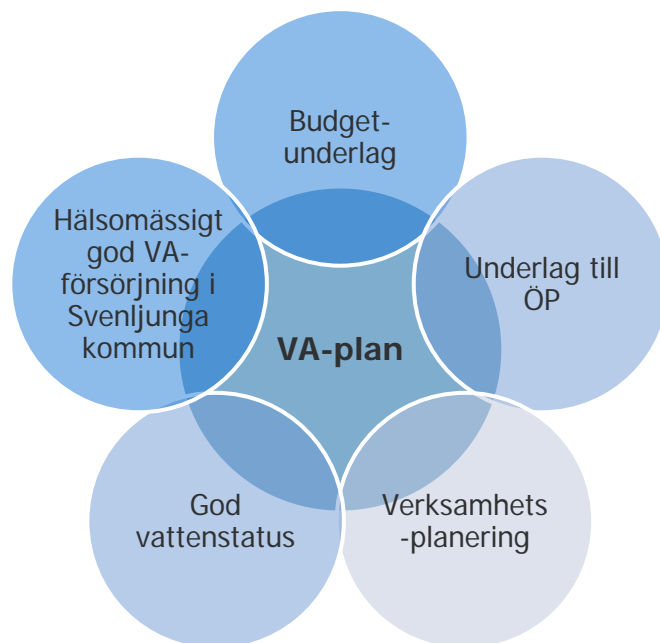 Budget-
underlag
Hälsomässigt
god VA-
försörjning i
Svenljunga
kommun
Underlag till
ÖP
VA-plan
God
vattenstatus
Verksamhets
-planering